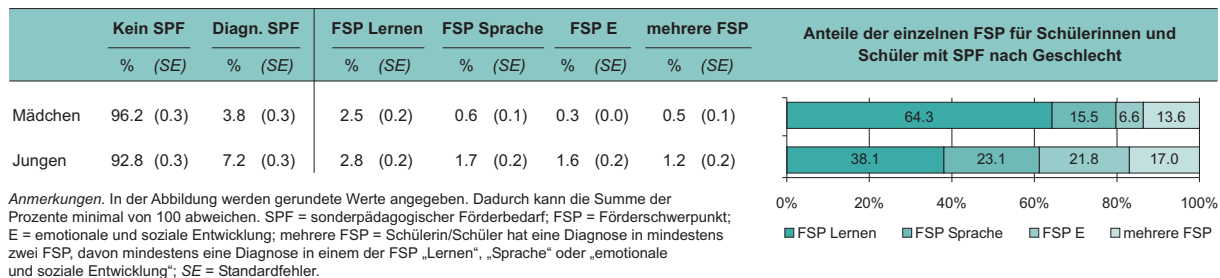 Kein SPF Diagn. SPF FSP Lernen FSP Sprache FSP E mehrere FSP
% (SE) % (SE) % (SE) % (SE) % (SE) % (SE)
Mädchen 96.2 (0.3) 3.8 (0.3) 2.5 (0.2) 0.6 (0.1) 0.3 (0.0) 0.5 (0.1)
Jungen 92.8 (0.3) 7.2 (0.3) 2.8 (0.2) 1.7 (0.2) 1.6 (0.2) 1.2 (0.2)
Anteile der einzelnen FSP für Schülerinnen und
Schüler mit SPF nach Geschlecht
64.3 15.5 6.6 13.6
38.1 23.1 21.8 17.0
0% 20% 40% 60% 80% 100%
FSP Lernen FSP Sprache FSP E mehrere FSP
Anmerkungen. In der Abbildung werden gerundete Werte angegeben. Dadurch kann die Summe der
Prozente minimal von 100 abweichen. SPF = sonderpädagogischer Förderbedarf; FSP = Förderschwerpunkt;
E = emotionale und soziale Entwicklung; mehrere FSP = Schülerin/Schüler hat eine Diagnose in mindestens
zwei FSP, davon mindestens eine Diagnose in einem der FSP „Lernen“, „Sprache“ oder „emotionale
und soziale Entwicklung“; SE = Standardfehler.